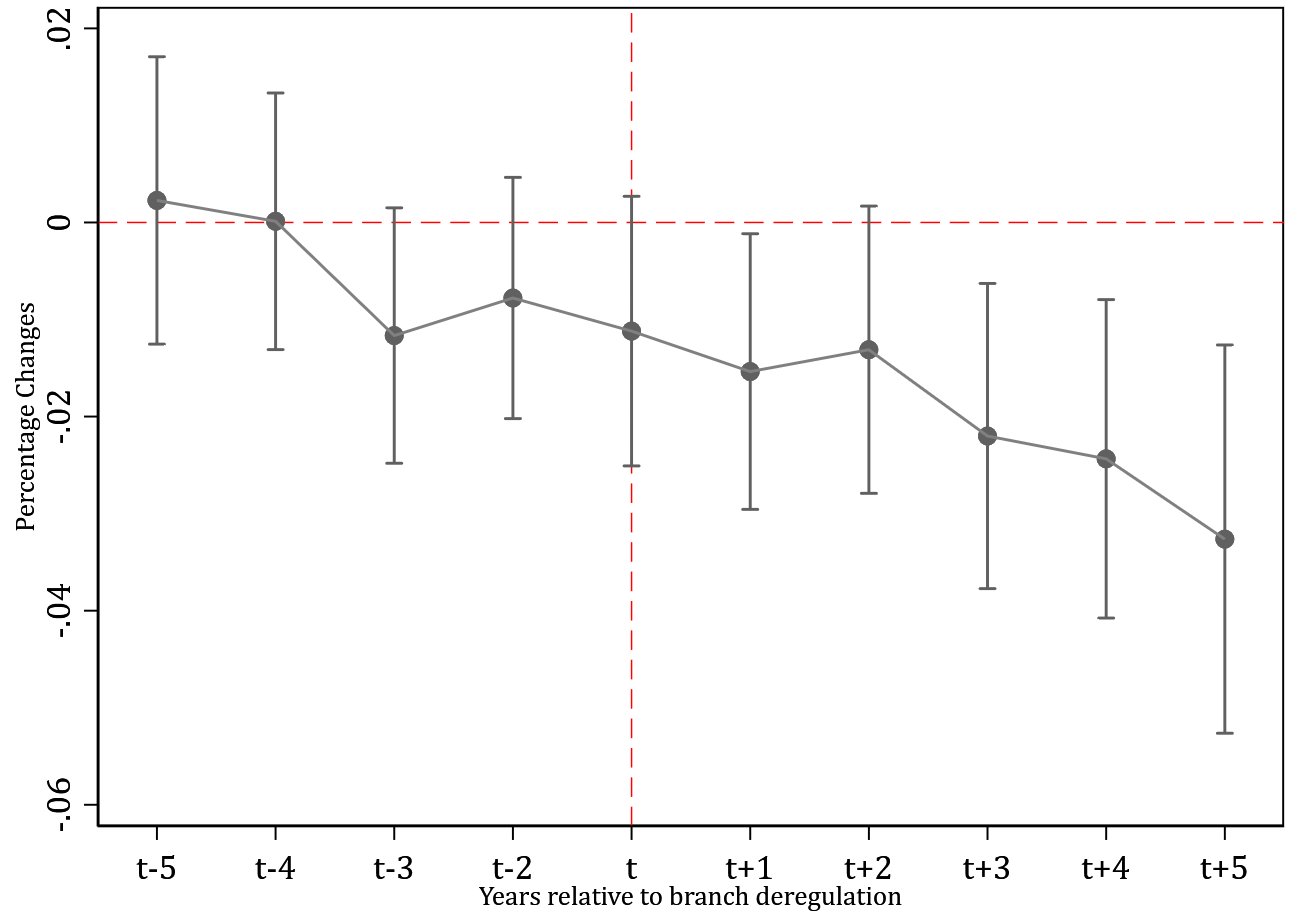 Percentage Changes
.02
0
-.02
-.04
-.06
t-5 t-4 t-3 t-2 t t+1 t+2 t+3 t+4 t+5
Years relative to branch deregulation